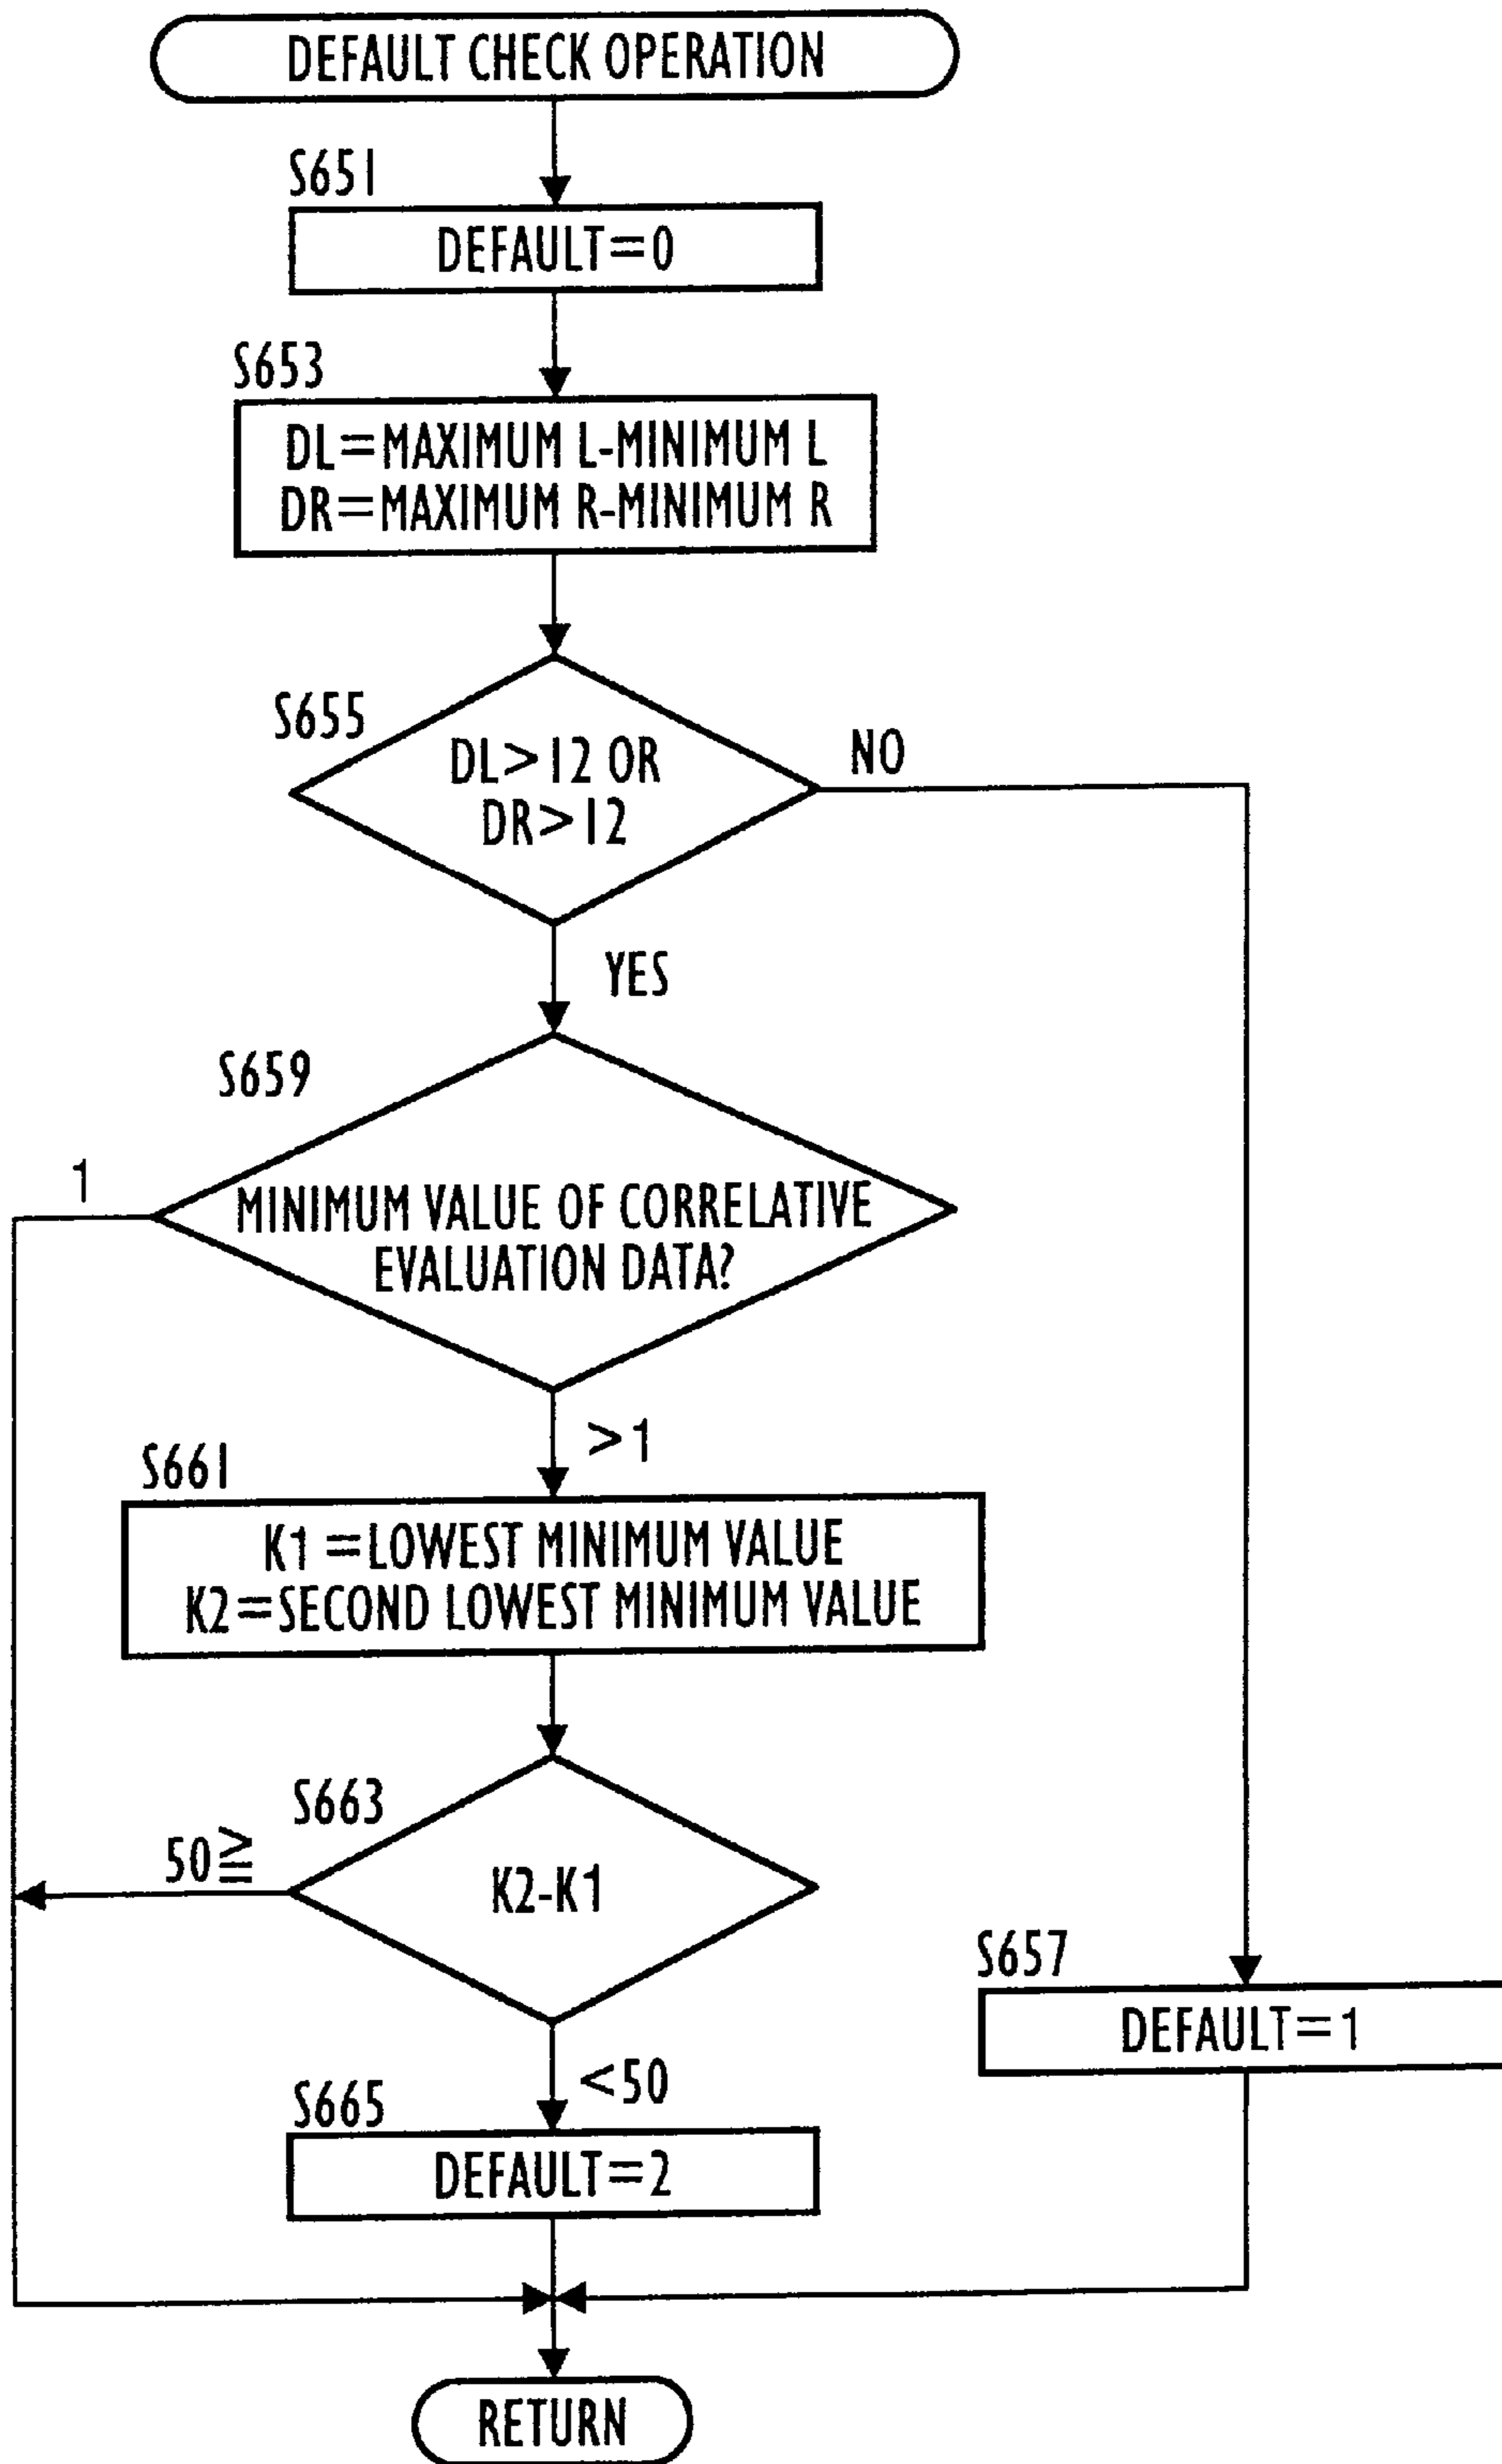 DEFAULT CHECK OPERATION
S651
DEFAULT=0
S653
DL=MAXIMUM L-MINIMUM L
DR=MAXIMUM R-MINIMUM R
S655
DL>12 OR
DR>12
NO
YES
S659
1
MINIMUM VALUE OF CORRELATIVE
EVALUATION DATA?
>1
S661
K1=LOWEST MINIMUM VALUE
K2=SECOND LOWEST MINIMUM VALUE
S663
50≧
K2-K1
S657
DEFAULT=1
<50
S665
DEFAULT=2
RETURN